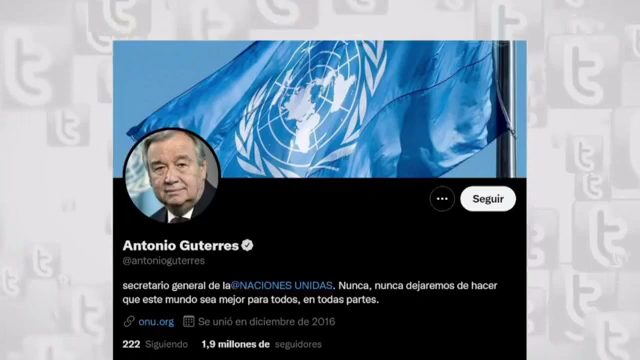 Seguir
Antonio Guterres
@antonioguterres
secretario general de la@NACIONES UNIDAS. Nunca, nunca dejaremos de hacer
que este mundo sea mejor para todos, en todas partes.
onu.org Se unió en diciembre de 2016
222 Siguiendo 1,9 millones de seguidores